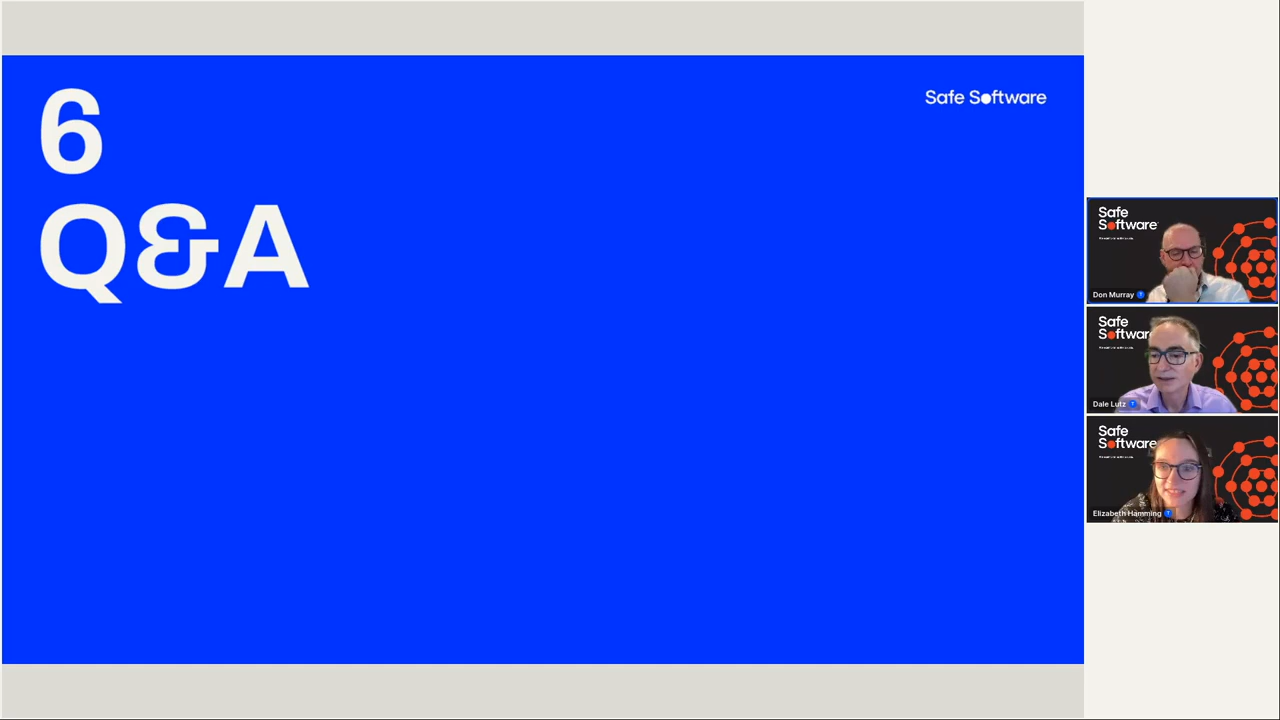 6
Q&A
Safe Software
Safe
Software
Don Murray
Safe
Software
Dale Lutz
Safe
Software
Elizabeth Hamming